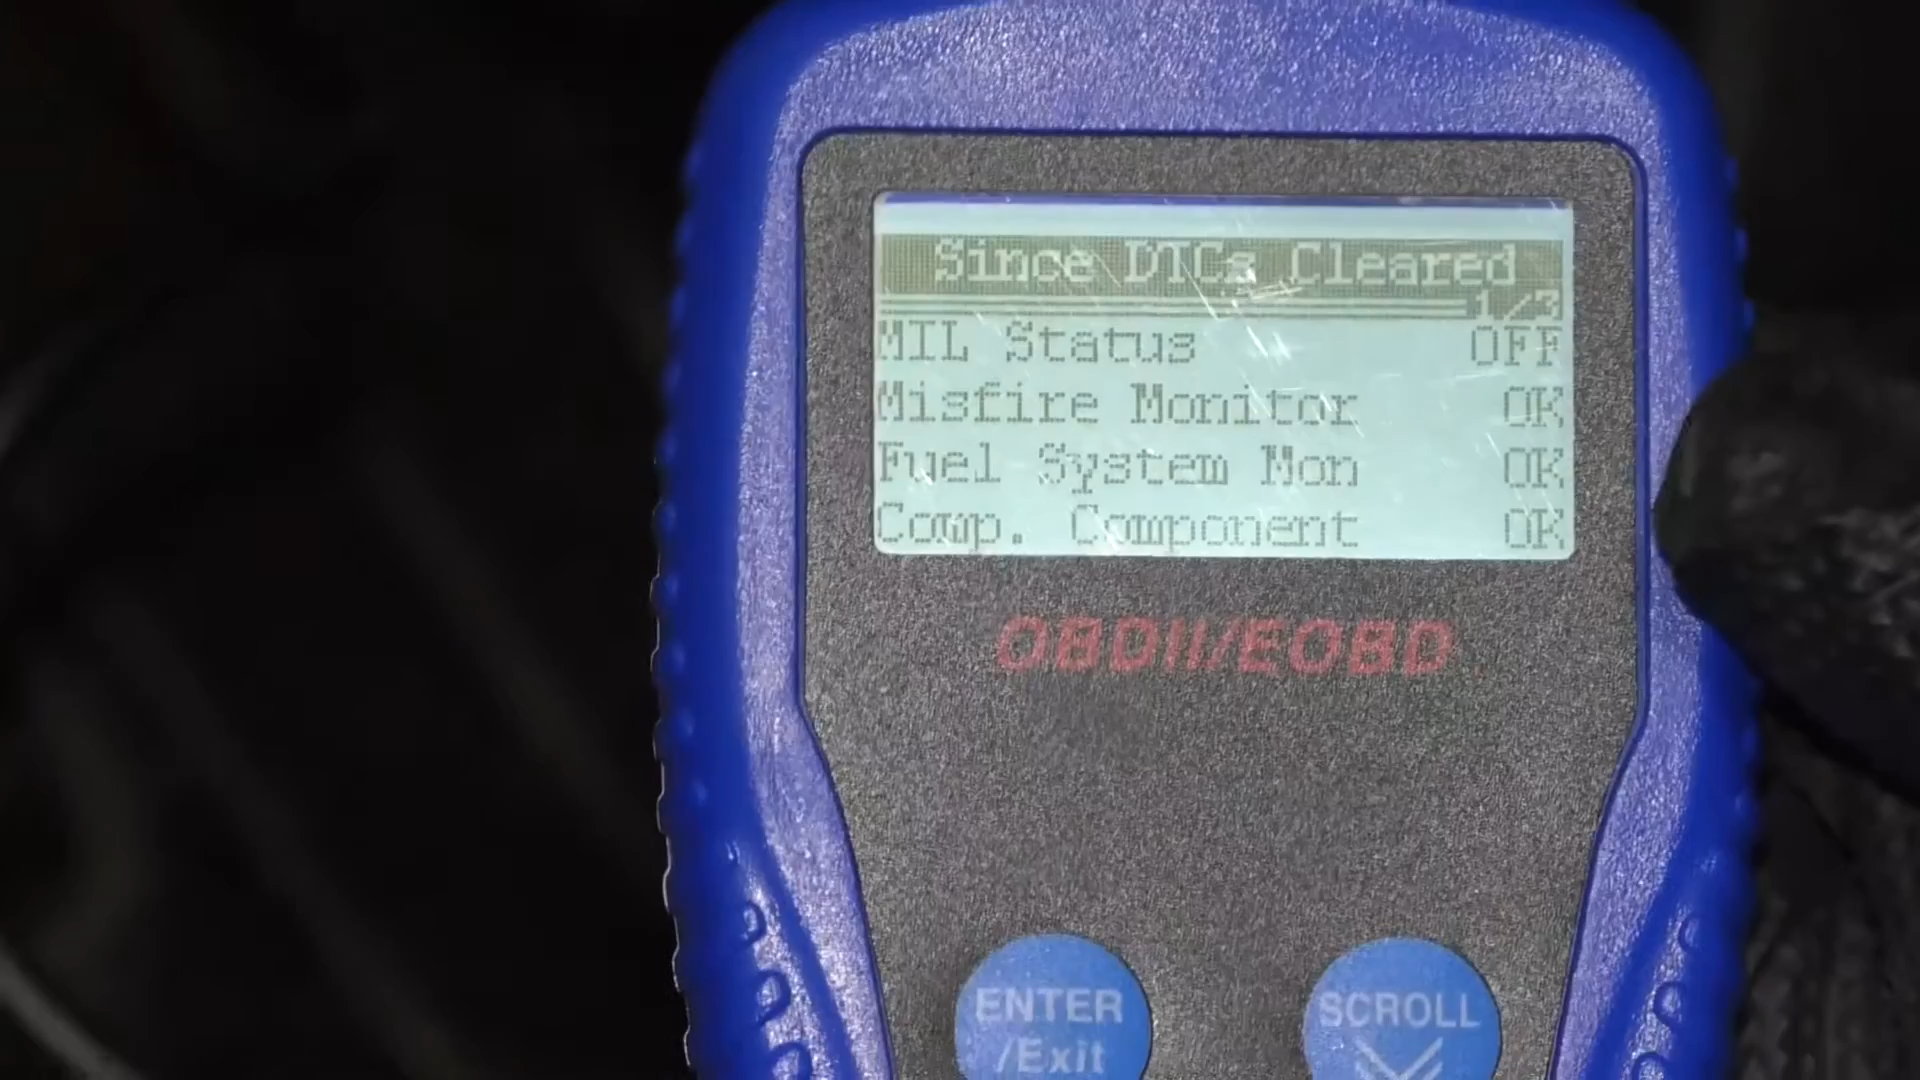 Since DTCs Cleared
1/3
MIL Status OFF
Misfire Monitor OK
Fuel System Mon OK
Comp. Component OK
OBDII/EOBD
ENTER
/Exit
SCROLL